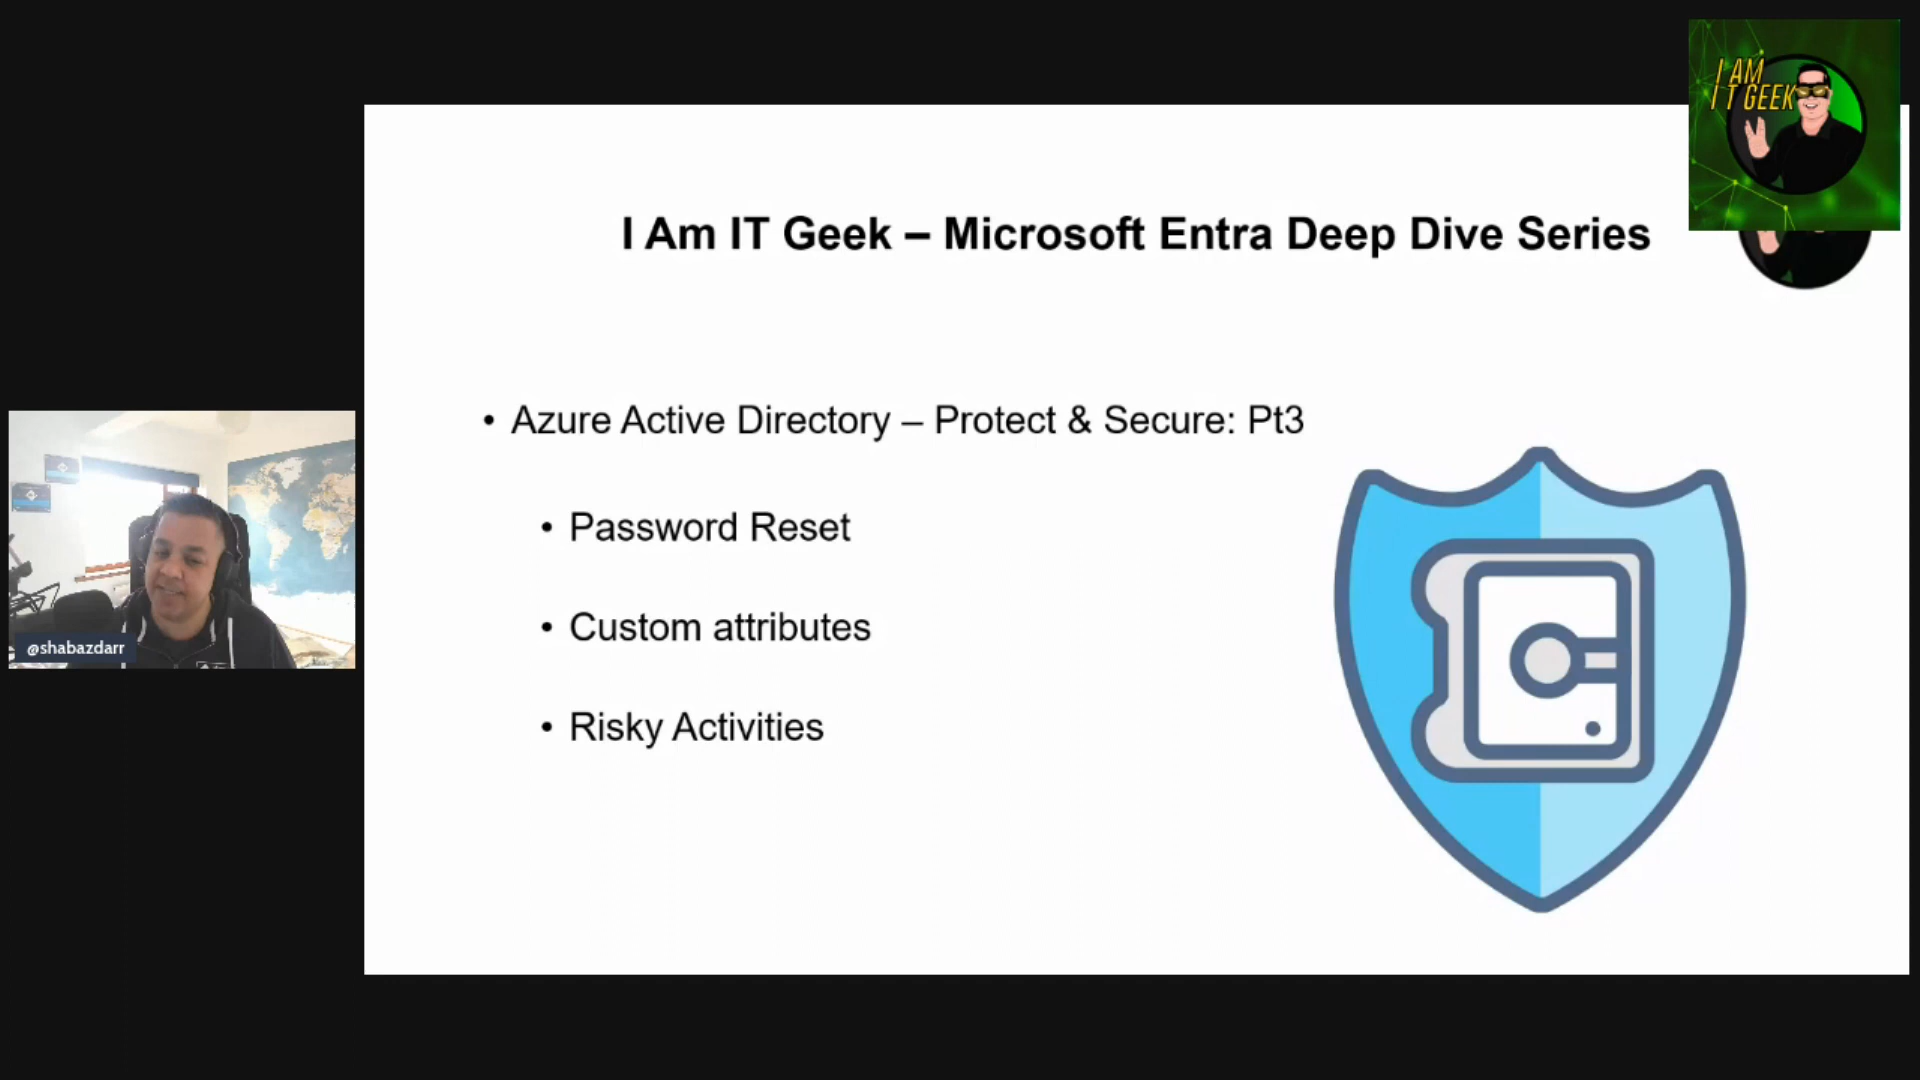 I AM
IT GEEK
I Am IT Geek – Microsoft Entra Deep Dive Series
• Azure Active Directory – Protect & Secure: Pt3
• Password Reset
• Custom attributes
• Risky Activities
@shabazdarr